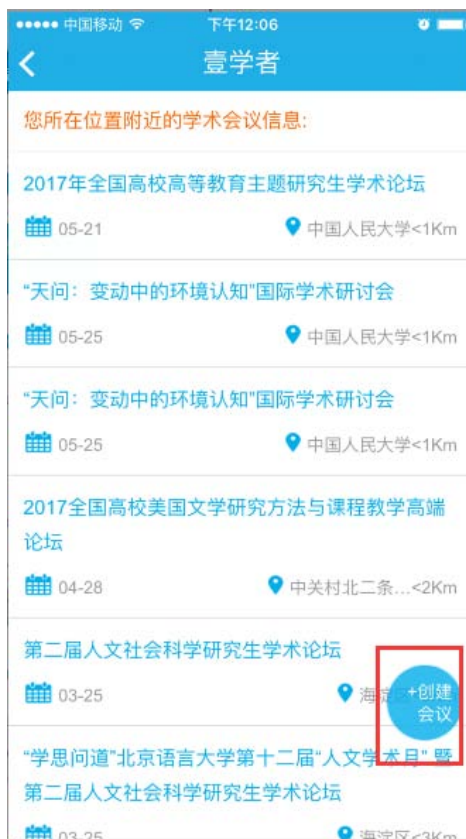 中国移动 下午12:06
壹学者
您所在位置附近的学术会议信息:
2017年全国高校高等教育主题研究生学术论坛
05-21 中国人民大学<1Km
“天问：变动中的环境认知”国际学术研讨会
05-25 中国人民大学<1Km
“天问：变动中的环境认知”国际学术研讨会
05-25 中国人民大学<1Km
2017全国高校美国文学研究方法与课程教学高端
论坛
04-28 中关村北二条…<2Km
第二届人文社会科学研究生学术论坛
03-25 海淀区
+创建
会议
“学思问道”北京语言大学第十二届“人文学术月” 暨
第二届人文社会科学研究生学术论坛
03-25 海淀区<3Km